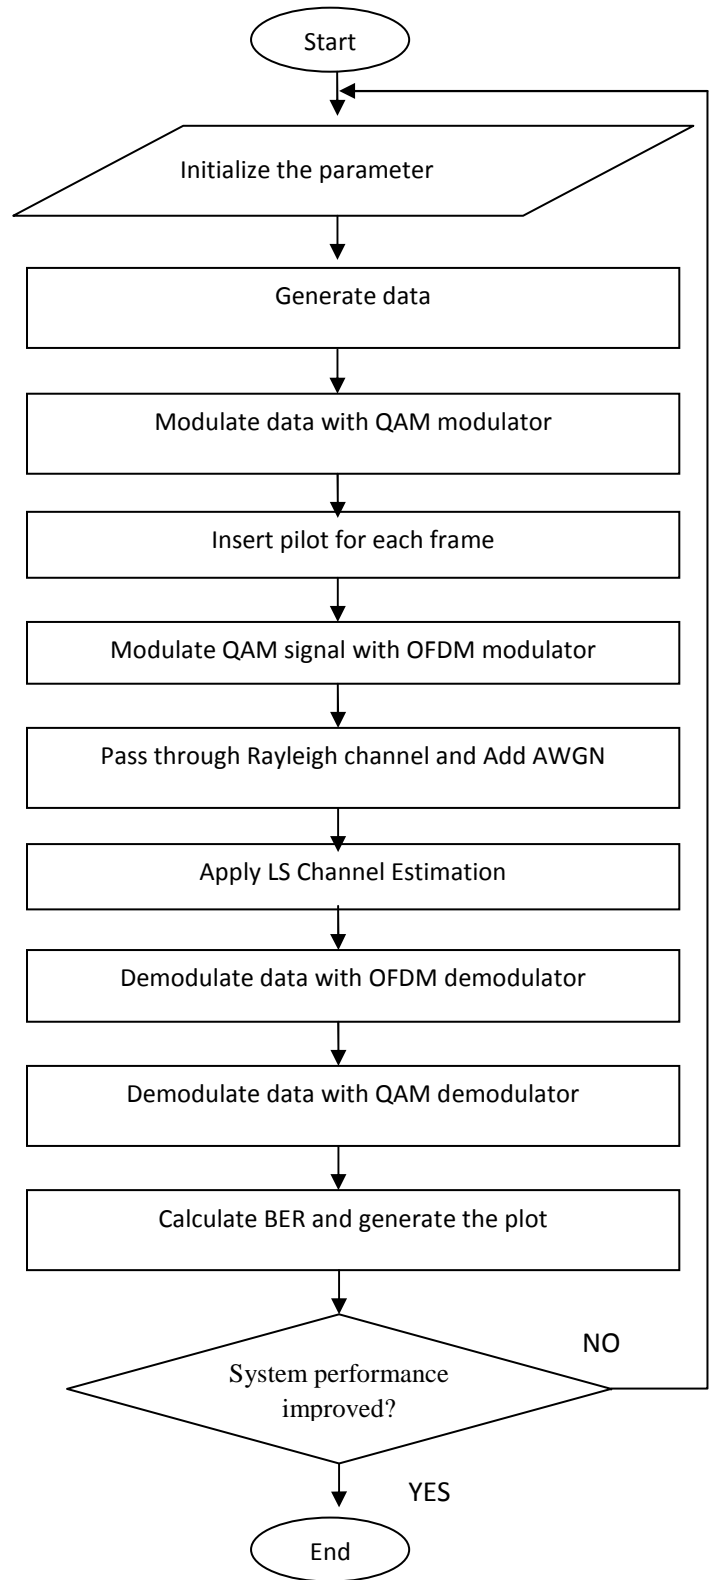 Start
Initialize the parameter
Generate data
Modulate data with QAM modulator
Insert pilot for each frame
Modulate QAM signal with OFDM modulator
Pass through Rayleigh channel and Add AWGN
Apply LS Channel Estimation
Demodulate data with OFDM demodulator
Demodulate data with QAM demodulator
Calculate BER and generate the plot
NO
System performance
improved?
YES
End